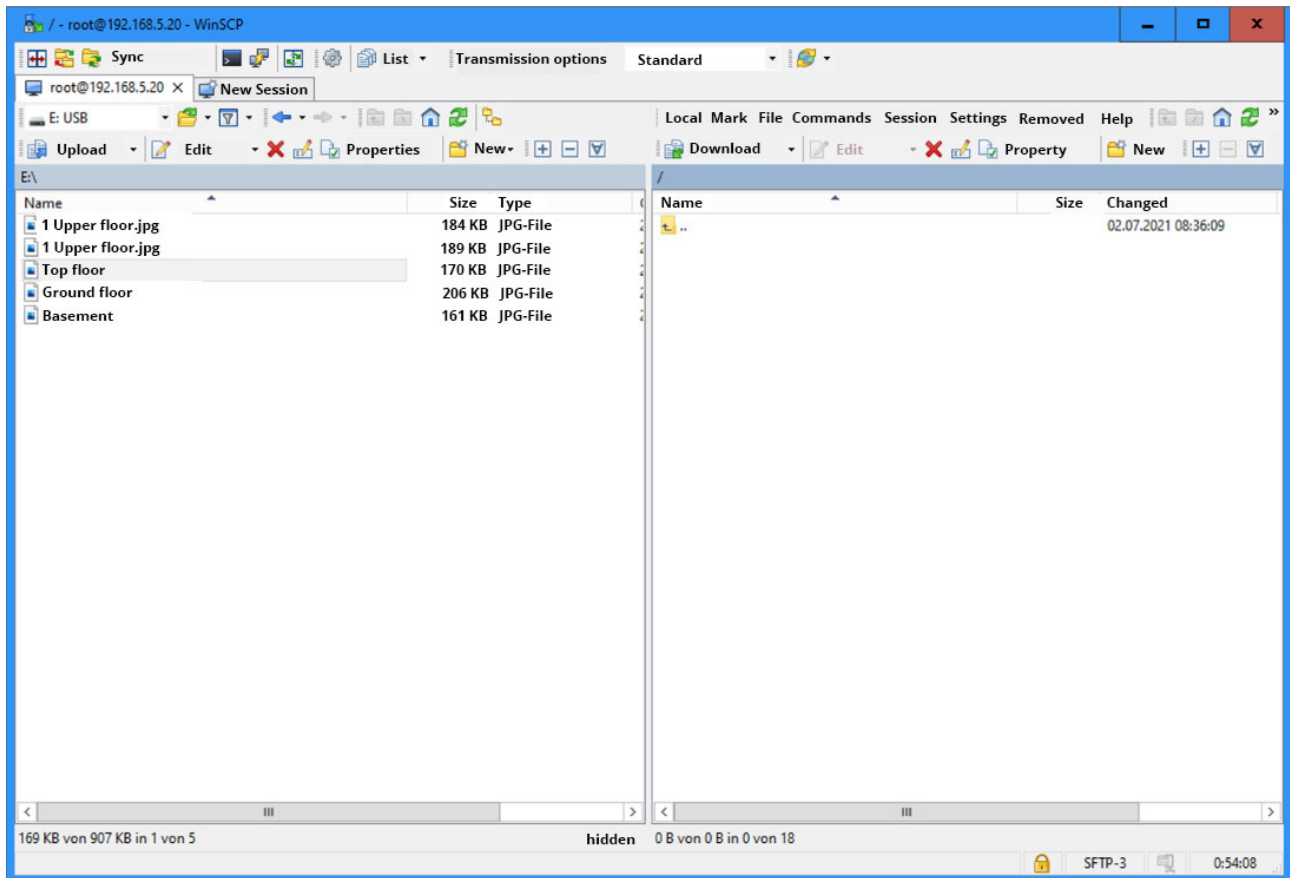 / - root@192.168.5.20 - WinSCP
Sync List Transmission options Standard
root@192.168.5.20 × New Session
E: USB
Local Mark File Commands Session Settings Removed Help »
Upload Edit Properties New
Download Edit Property New
E:\
/
Name Size Type
Name Size Changed
1 Upper floor.jpg 184 KB JPG-File
1 Upper floor.jpg 189 KB JPG-File
Top floor 170 KB JPG-File
Ground floor 206 KB JPG-File
Basement 161 KB JPG-File
.. 02.07.2021 08:36:09
169 KB von 907 KB in 1 von 5 hidden
0 B von 0 B in 0 von 18
SFTP-3 0:54:08